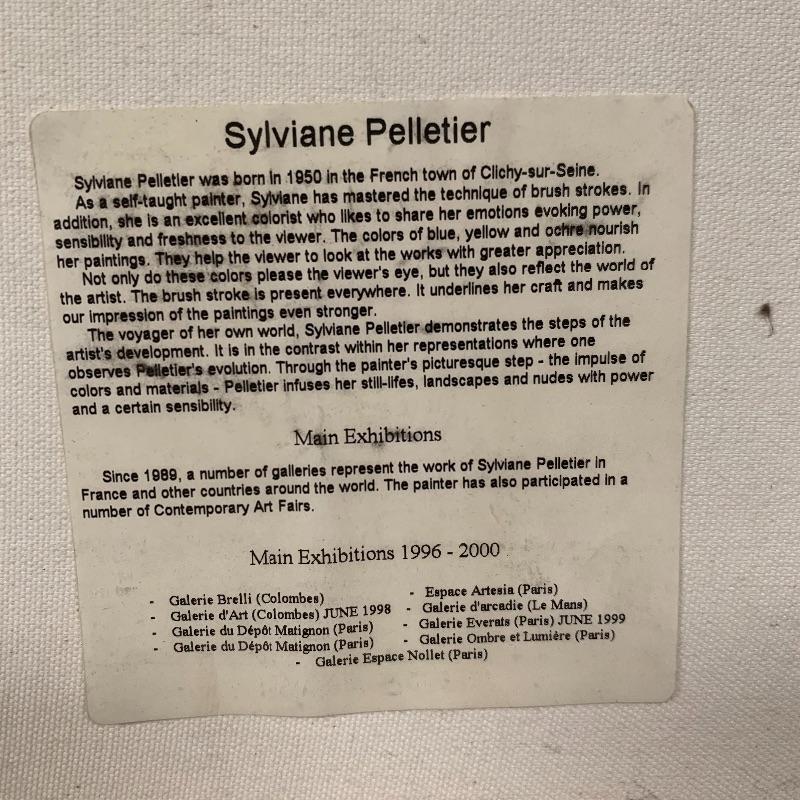 Sylviane Pelletier
Sylviane Pelletier was born in 1950 in the French town of Clichy-sur-Seine.
As a self-taught painter, Sylviane has mastered the technique of brush strokes. In
addition, she is an excellent colorist who likes to share her emotions evoking power,
sensibility and freshness to the viewer. The colors of blue, yellow and ochre nourish
her paintings. They help the viewer to look at the works with greater appreciation.
Not only do these colors please the viewer's eye, but they also reflect the world of
the artist. The brush stroke is present everywhere. It underlines her craft and makes
our impression of the paintings even stronger.
The voyager of her own world, Sylviane Pelletier demonstrates the steps of the
artist's development. It is in the contrast within her representations where one
observes Pelletier's evolution. Through the painter's picturesque step - the impulse of
colors and materials - Pelletier infuses her still-lifes, landscapes and nudes with power
and a certain sensibility.
Main Exhibitions
Since 1989, a number of galleries represent the work of Sylviane Pelletier in
France and other countries around the world. The painter has also participated in a
number of Contemporary Art Fairs.
Main Exhibitions 1996 - 2000
- Galerie Brelli (Colombes)
- Galerie d'Art (Colombes) JUNE 1998
- Galerie du Dépôt Matignon (Paris)
- Galerie du Dépôt Matignon (Paris)
- Espace Artesia (Paris)
- Galerie d'arcadie (Le Mans)
- Galerie Everats (Paris) JUNE 1999
- Galerie Ombre et Lumière (Paris)
- Galerie Espace Nollet (Paris)